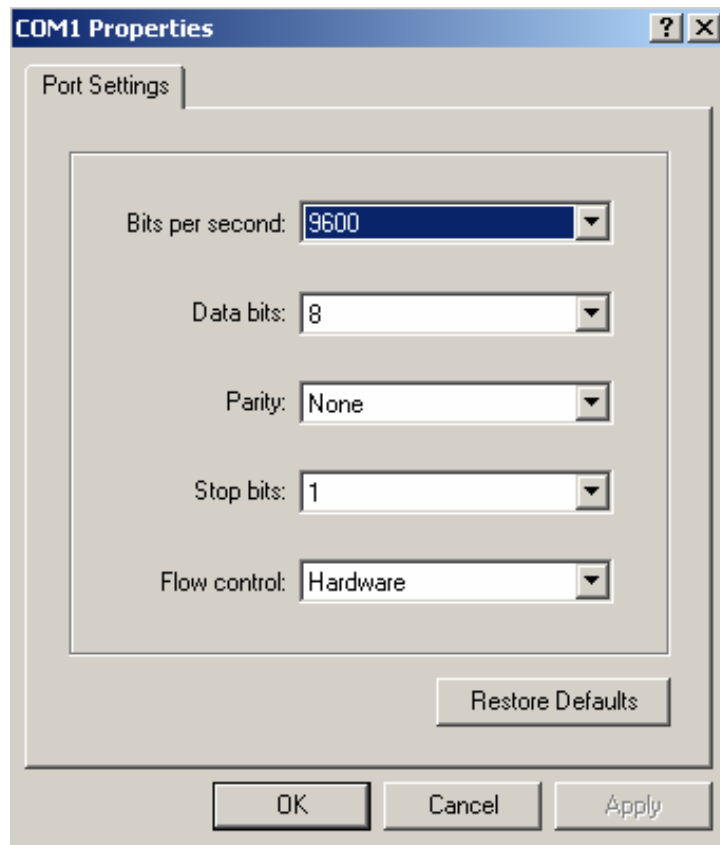 COM1 Properties
Port Settings
Bits per second: 9600
Data bits: 8
Parity: None
Stop bits: 1
Flow control: Hardware
Restore Defaults
OK Cancel Apply